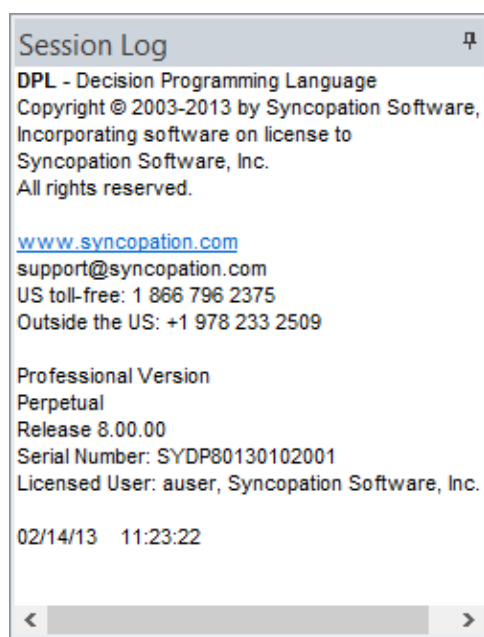 Session Log
DPL - Decision Programming Language
Copyright © 2003-2013 by Syncopation Software,
Incorporating software on license to
Syncopation Software, Inc.
All rights reserved.
www.syncopation.com
support@syncopation.com
US toll-free: 1 866 796 2375
Outside the US: +1 978 233 2509
Professional Version
Perpetual
Release 8.00.00
Serial Number: SYDP80130102001
Licensed User: auser, Syncopation Software, Inc.
02/14/13 11:23:22